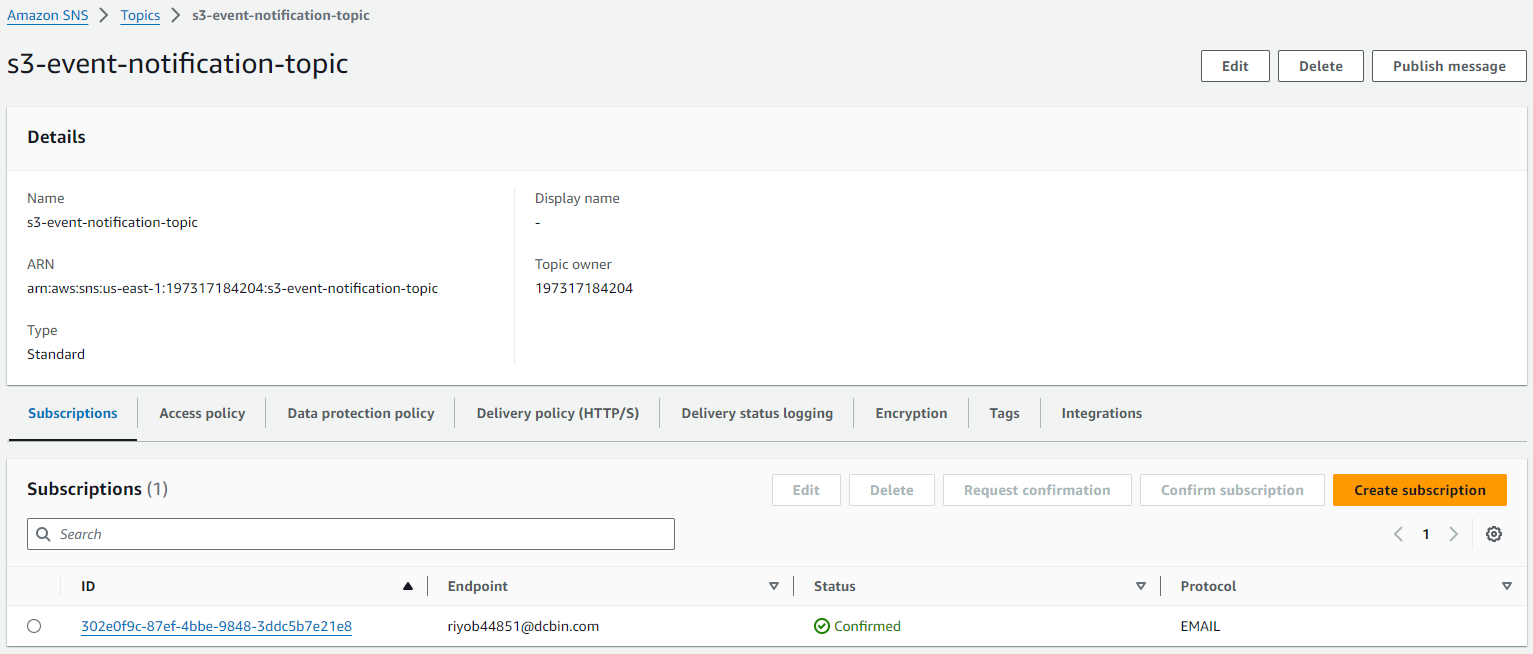 Amazon SNS > Topics > s3-event-notification-topic
s3-event-notification-topic
Edit Delete Publish message
Details
Name
s3-event-notification-topic
ARN
arn:aws:sns:us-east-1:197317184204:s3-event-notification-topic
Type
Standard
Display name
-
Topic owner
197317184204
Subscriptions Access policy Data protection policy Delivery policy (HTTP/S) Delivery status logging Encryption Tags Integrations
Subscriptions (1)
Edit Delete Request confirmation Confirm subscription Create subscription
Search
1
ID Endpoint Status Protocol
302e0f9c-87ef-4bbe-9848-3ddc5b7e21e8 riyob44851@dcbin.com Confirmed EMAIL